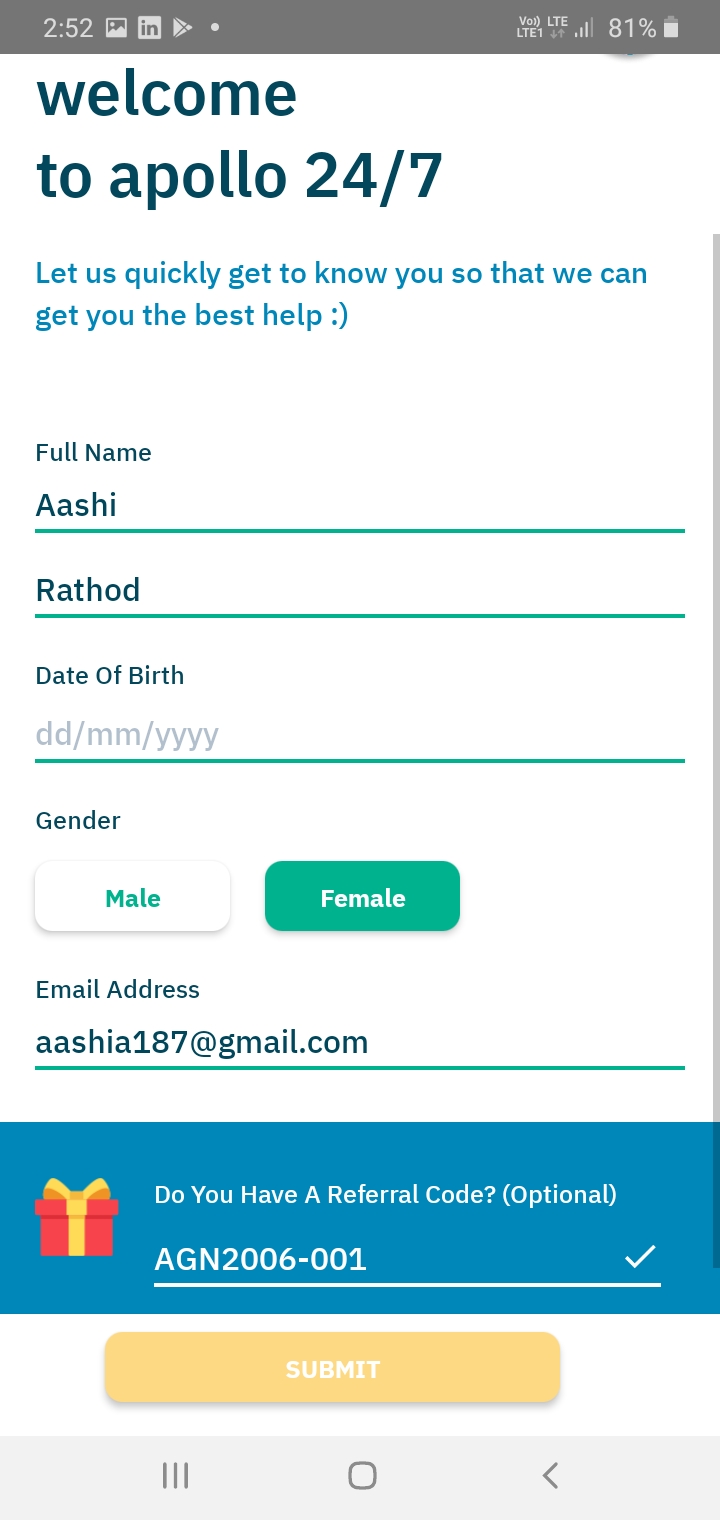 2:52
Vo)) LTE
LTE1
81%
welcome
to apollo 24/7
Let us quickly get to know you so that we can
get you the best help :)
Full Name
Aashi
Rathod
Date Of Birth
dd/mm/yyyy
Gender
Male Female
Email Address
aashia187@gmail.com
Do You Have A Referral Code? (Optional)
AGN2006-001
SUBMIT